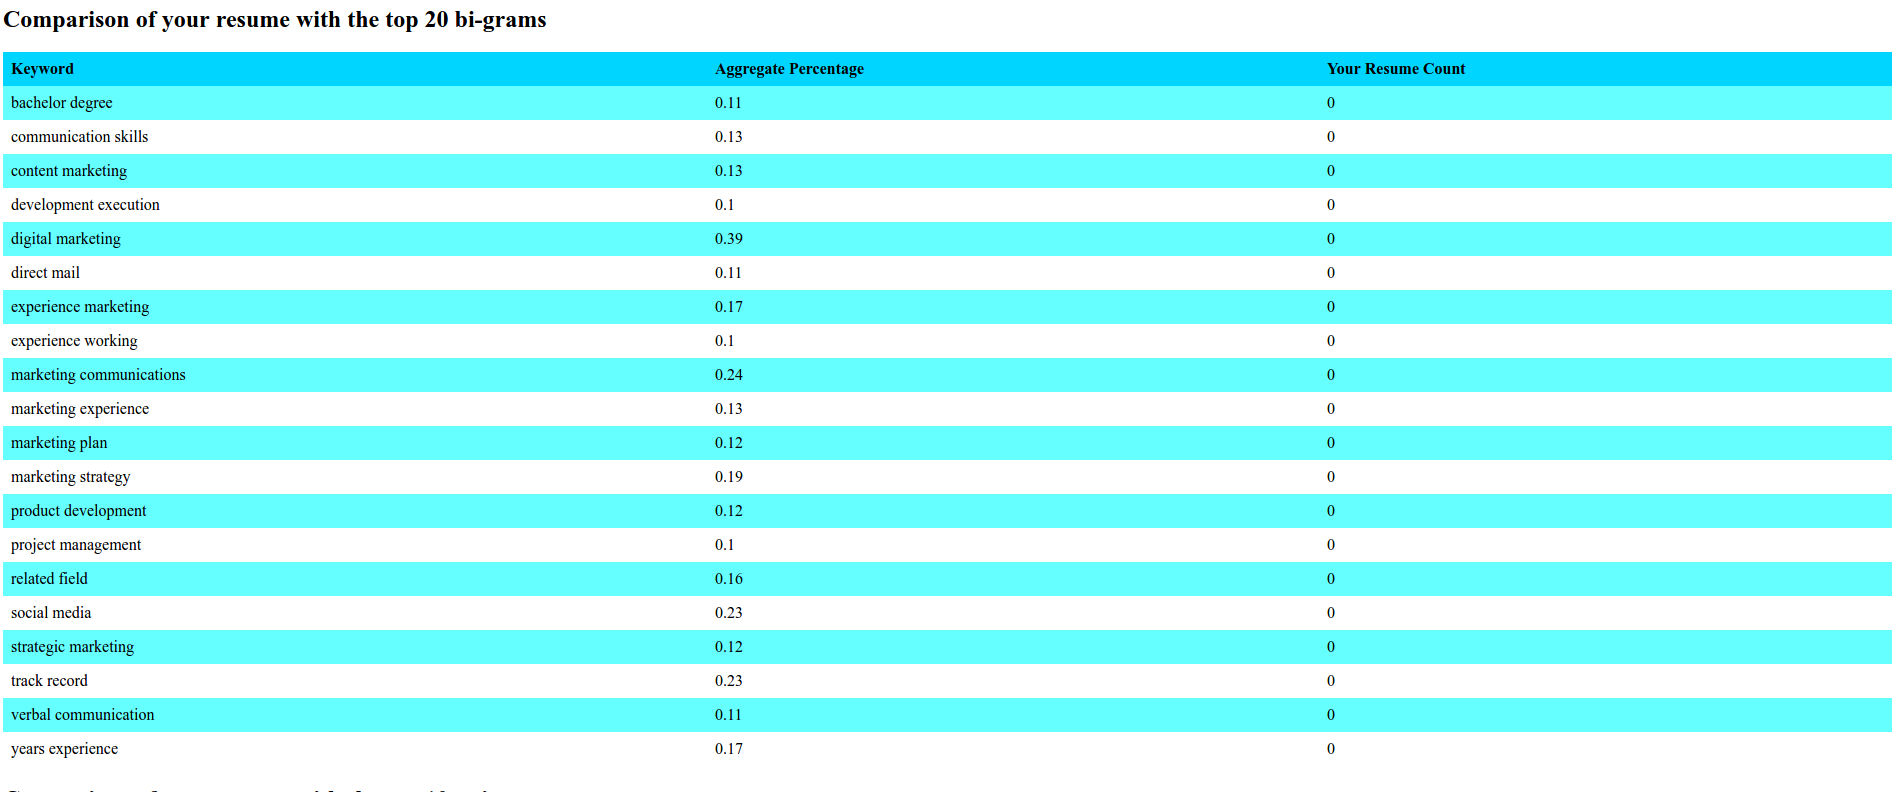 Comparison of your resume with the top 20 bi-grams
Keyword Aggregate Percentage Your Resume Count
bachelor degree 0.11 0
communication skills 0.13 0
content marketing 0.13 0
development execution 0.1 0
digital marketing 0.39 0
direct mail 0.11 0
experience marketing 0.17 0
experience working 0.1 0
marketing communications 0.24 0
marketing experience 0.13 0
marketing plan 0.12 0
marketing strategy 0.19 0
product development 0.12 0
project management 0.1 0
related field 0.16 0
social media 0.23 0
strategic marketing 0.12 0
track record 0.23 0
verbal communication 0.11 0
years experience 0.17 0